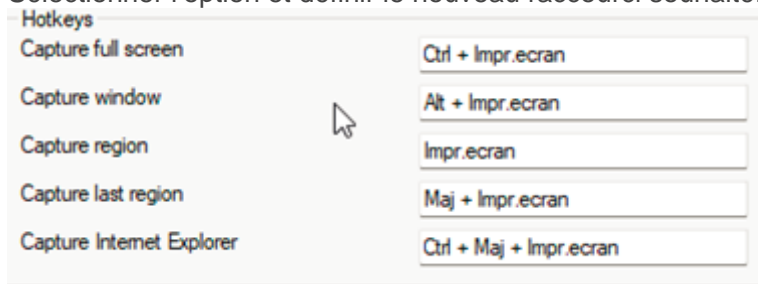 Hotkeys
Capture full screen Ctrl + Impr.ecran
Capture window Alt + Impr.ecran
Capture region Impr.ecran
Capture last region Maj + Impr.ecran
Capture Internet Explorer Ctrl + Maj + Impr.ecran